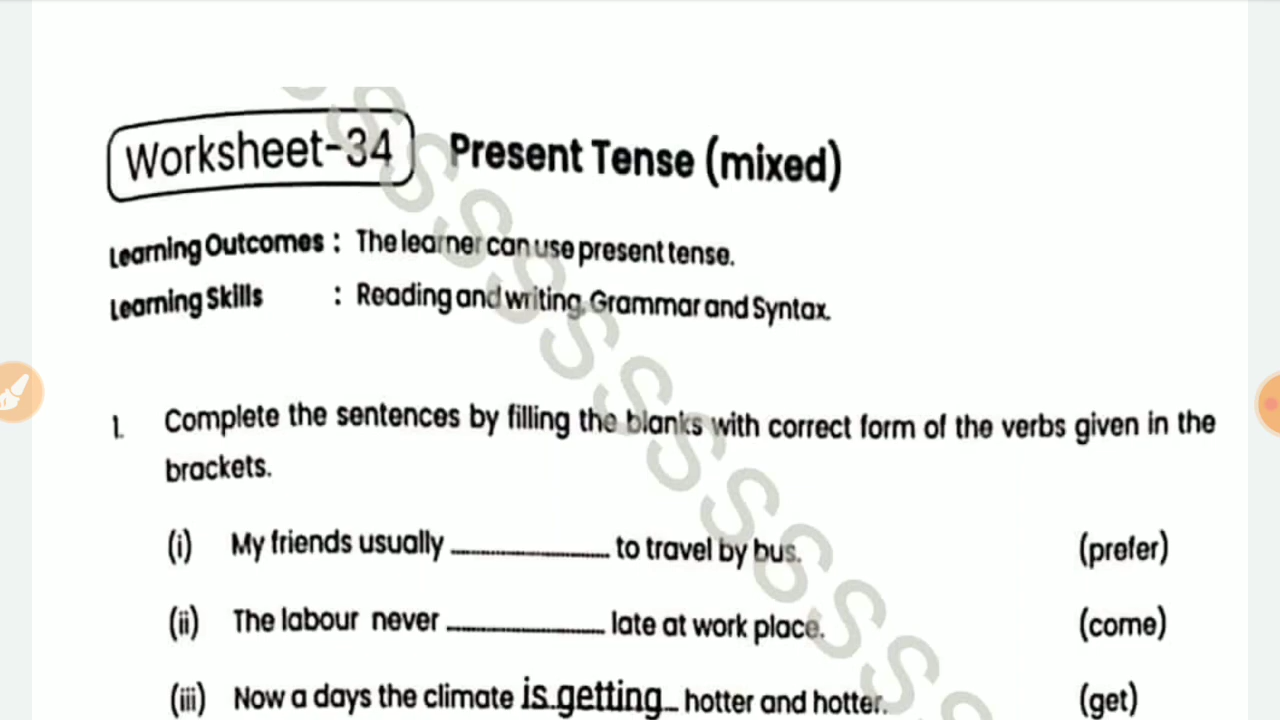 Worksheet-34 Present Tense (mixed)
Learning Outcomes : The learner can use present tense.
Learning Skills : Reading and writing, Grammar and Syntax.
1. Complete the sentences by filling the blanks with correct form of the verbs given in the
brackets.
(i) My friends usually ........................ to travel by bus. (prefer)
(ii) The labour never ........................ late at work place. (come)
(iii) Now a days the climate is getting hotter and hotter. (get)
SSSSSSSSSSSSS